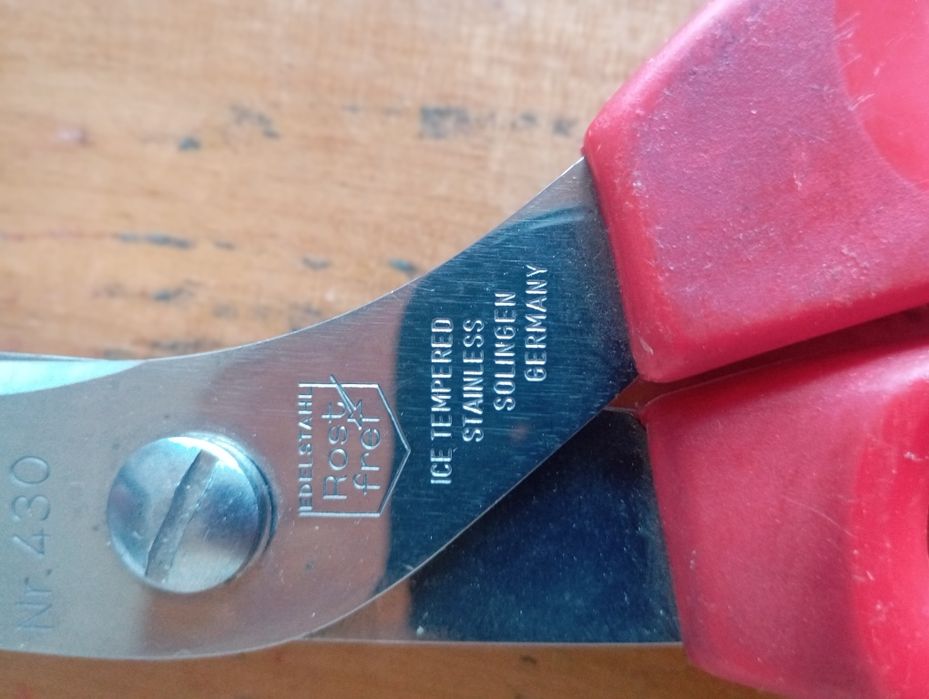 Nr. 430
EDELSTAHL
Rost
frei
ICE TEMPERED
STAINLESS
SOLINGEN
GERMANY